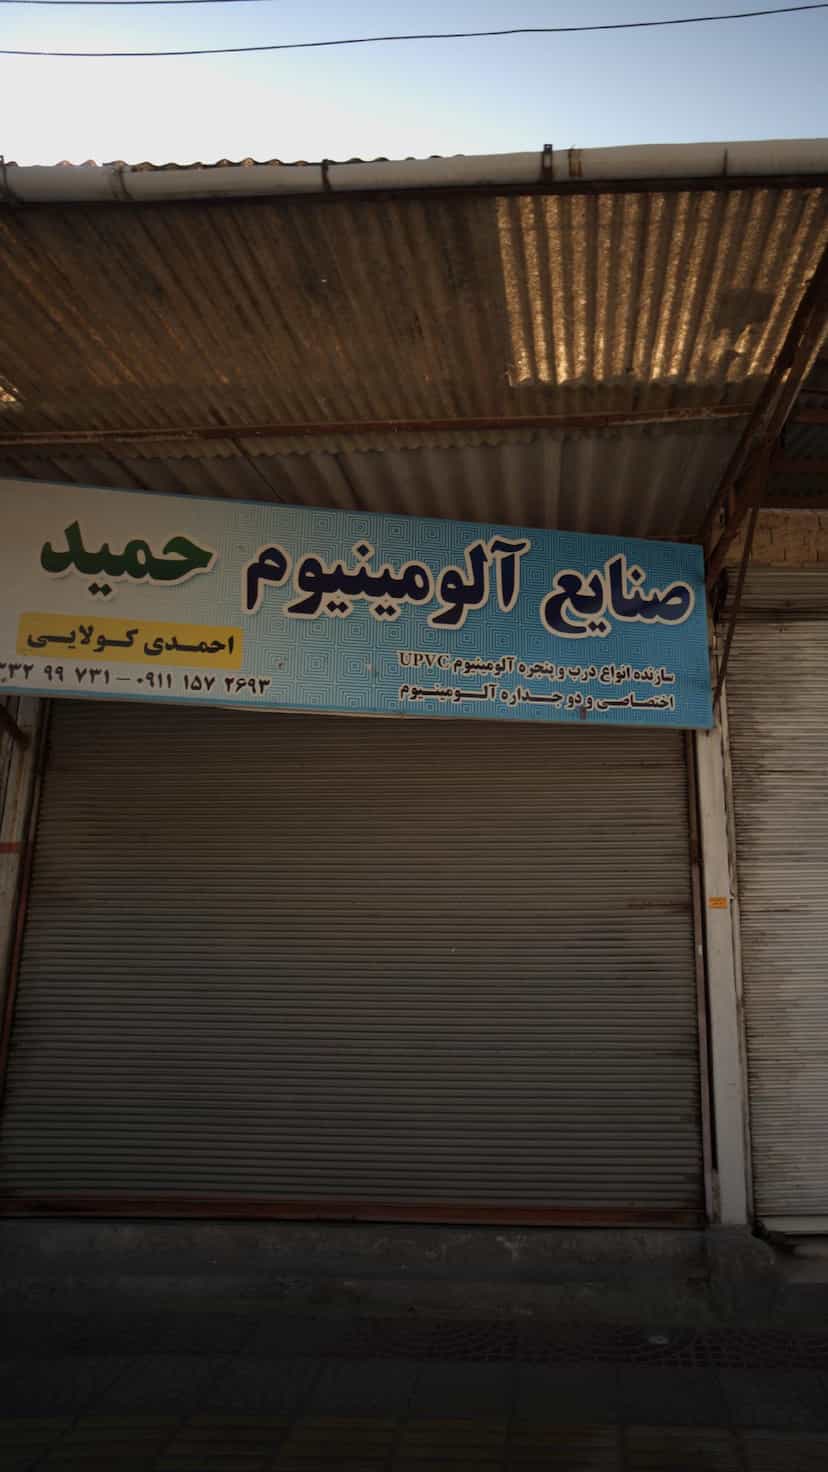 صنایع آلومینیوم حمید
احمدی کولایی
سازنده انواع درب و پنجره آلومینیوم UPVC
اختصاصی و دو جداره آلومینیوم
۷۳۱ ۹۹ ۲۳۲ – ۰۹۱۱ ۱۵۷ ۲۶۹۳